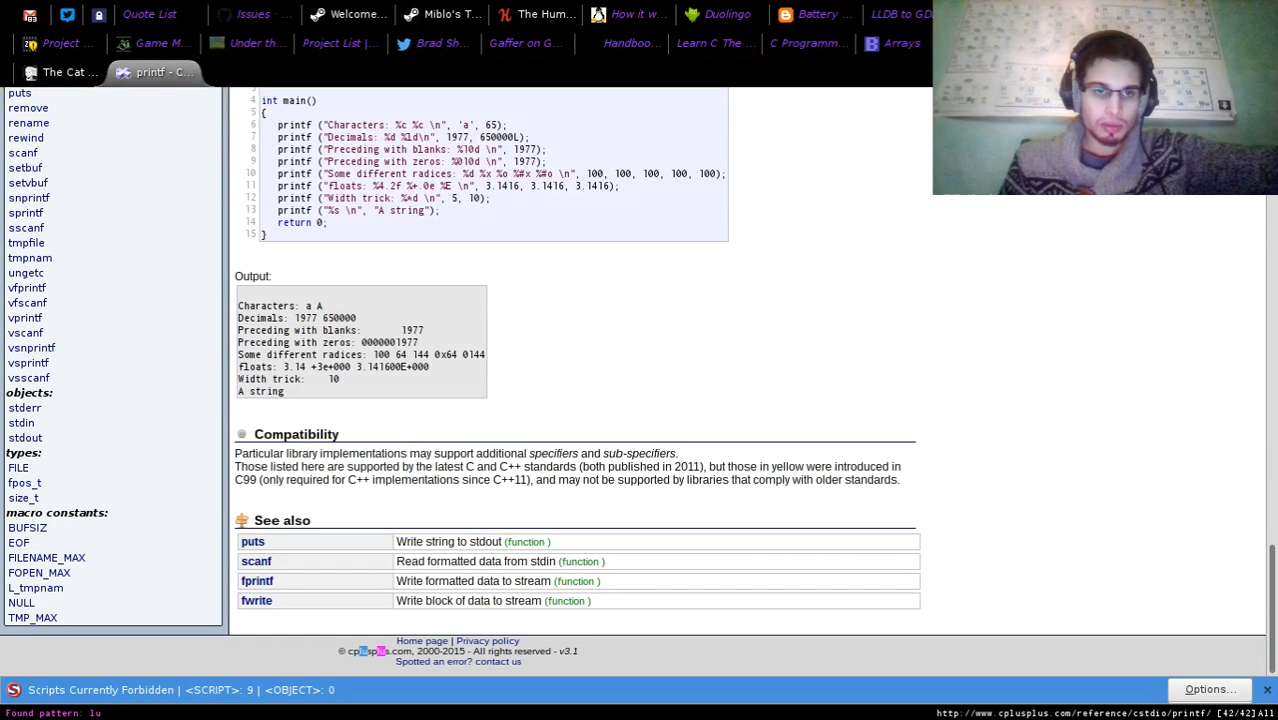 Quote List
Issues ·
Welcome...
Miblo's T...
The Hum...
How it w...
Duolingo
Battery ...
LLDB to GD
Project ...
Game M...
Under th...
Project List |...
Brad Sh...
Gaffer on G...
Handboo...
Learn C The ...
C Programm...
Arrays
The Cat ...
printf - C...
puts
remove
rename
rewind
scanf
setbuf
setvbuf
snprintf
sprintf
sscanf
tmpfile
tmpnam
ungetc
vfprintf
vfscanf
vprintf
vscanf
vsnprintf
vsprintf
vsscanf
objects:
stderr
stdin
stdout
types:
FILE
fpos_t
size_t
macro constants:
BUFSIZ
EOF
FILENAME_MAX
FOPEN_MAX
L_tmpnam
NULL
TMP_MAX
4 int main()
5 {
6 printf ("Characters: %c %c \n", 'a', 65);
7 printf ("Decimals: %d %ld\n", 1977, 650000L);
8 printf ("Preceding with blanks: %10d \n", 1977);
9 printf ("Preceding with zeros: %010d \n", 1977);
10 printf ("Some different radices: %d %x %o %#x %#o \n", 100, 100, 100, 100, 100);
11 printf ("floats: %4.2f %+.0e %E \n", 3.1416, 3.1416, 3.1416);
12 printf ("Width trick: %*d \n", 5, 10);
13 printf ("%s \n", "A string");
14 return 0;
15 }
Output:
Characters: a A
Decimals: 1977 650000
Preceding with blanks:       1977
Preceding with zeros: 0000001977
Some different radices: 100 64 144 0x64 0144
floats: 3.14 +3e+000 3.141600E+000
Width trick:    10
A string
Compatibility
Particular library implementations may support additional specifiers and sub-specifiers.
Those listed here are supported by the latest C and C++ standards (both published in 2011), but those in yellow were introduced in
C99 (only required for C++ implementations since C++11), and may not be supported by libraries that comply with older standards.
See also
puts Write string to stdout (function )
scanf Read formatted data from stdin (function )
fprintf Write formatted data to stream (function )
fwrite Write block of data to stream (function )
Home page | Privacy policy
© cplusplus.com, 2000-2015 - All rights reserved - v3.1
Spotted an error? contact us
Scripts Currently Forbidden | <SCRIPT>: 9 | <OBJECT>: 0
Options...
Found pattern: lu
http://www.cplusplus.com/reference/cstdio/printf/ [42/42]All